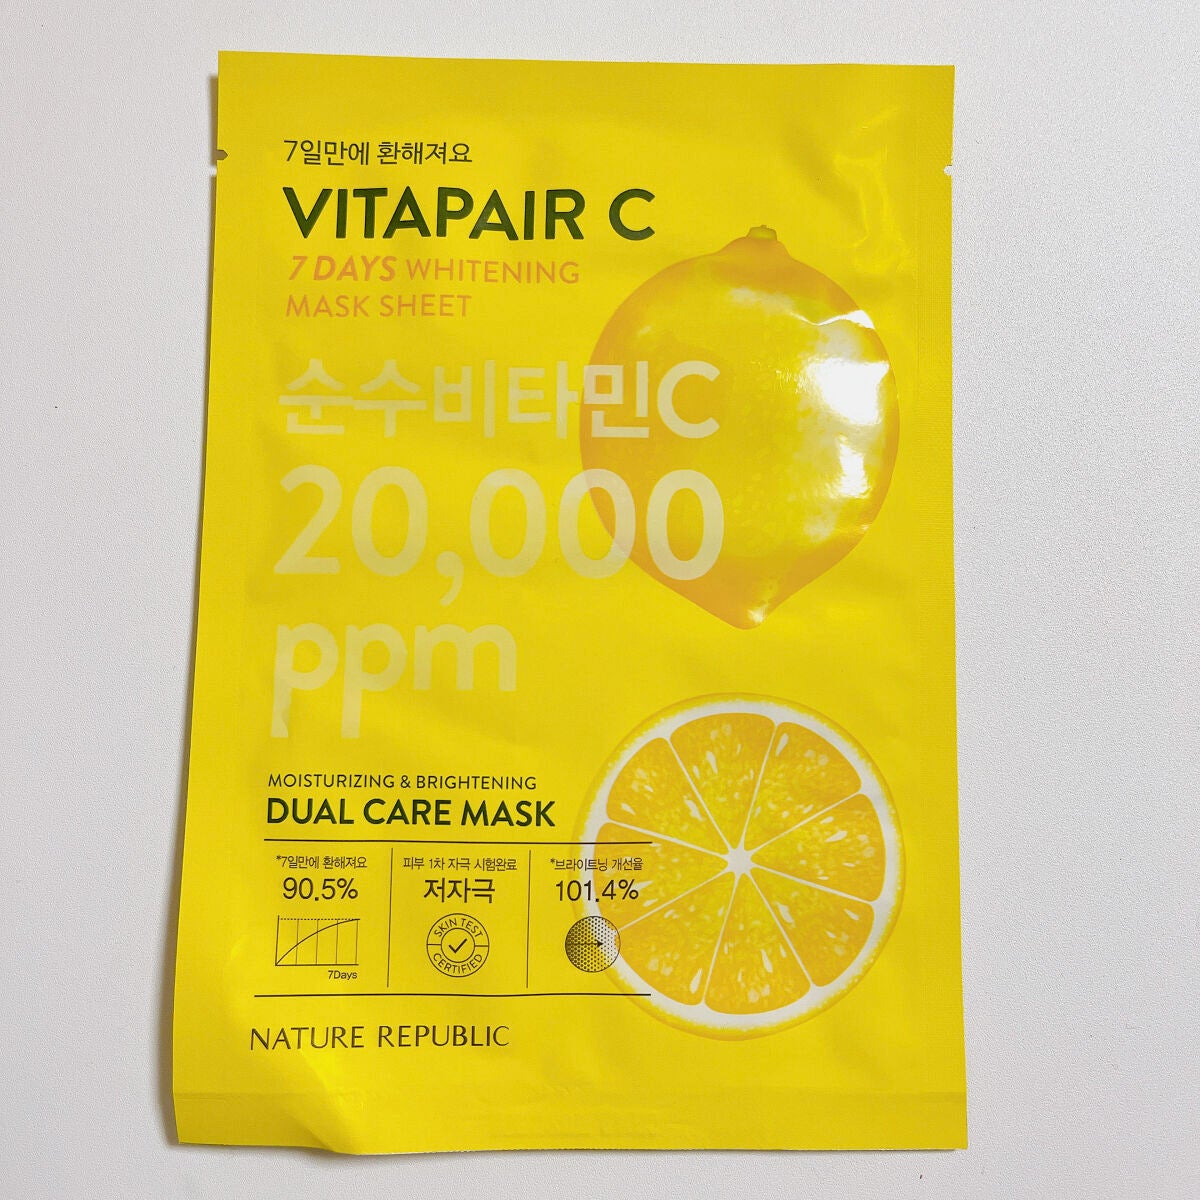 7일만에 환해져요
VITAPAIR C
7 DAYS WHITENING
MASK SHEET
순수비타민C
20,000
ppm
MOISTURIZING & BRIGHTENING
DUAL CARE MASK
*7일만에 환해져요
90.5%
7Days
피부 1차 자극 시험완료
저자극
SKIN TEST
CERTIFIED
*브라이트닝 개선율
101.4%
NATURE REPUBLIC